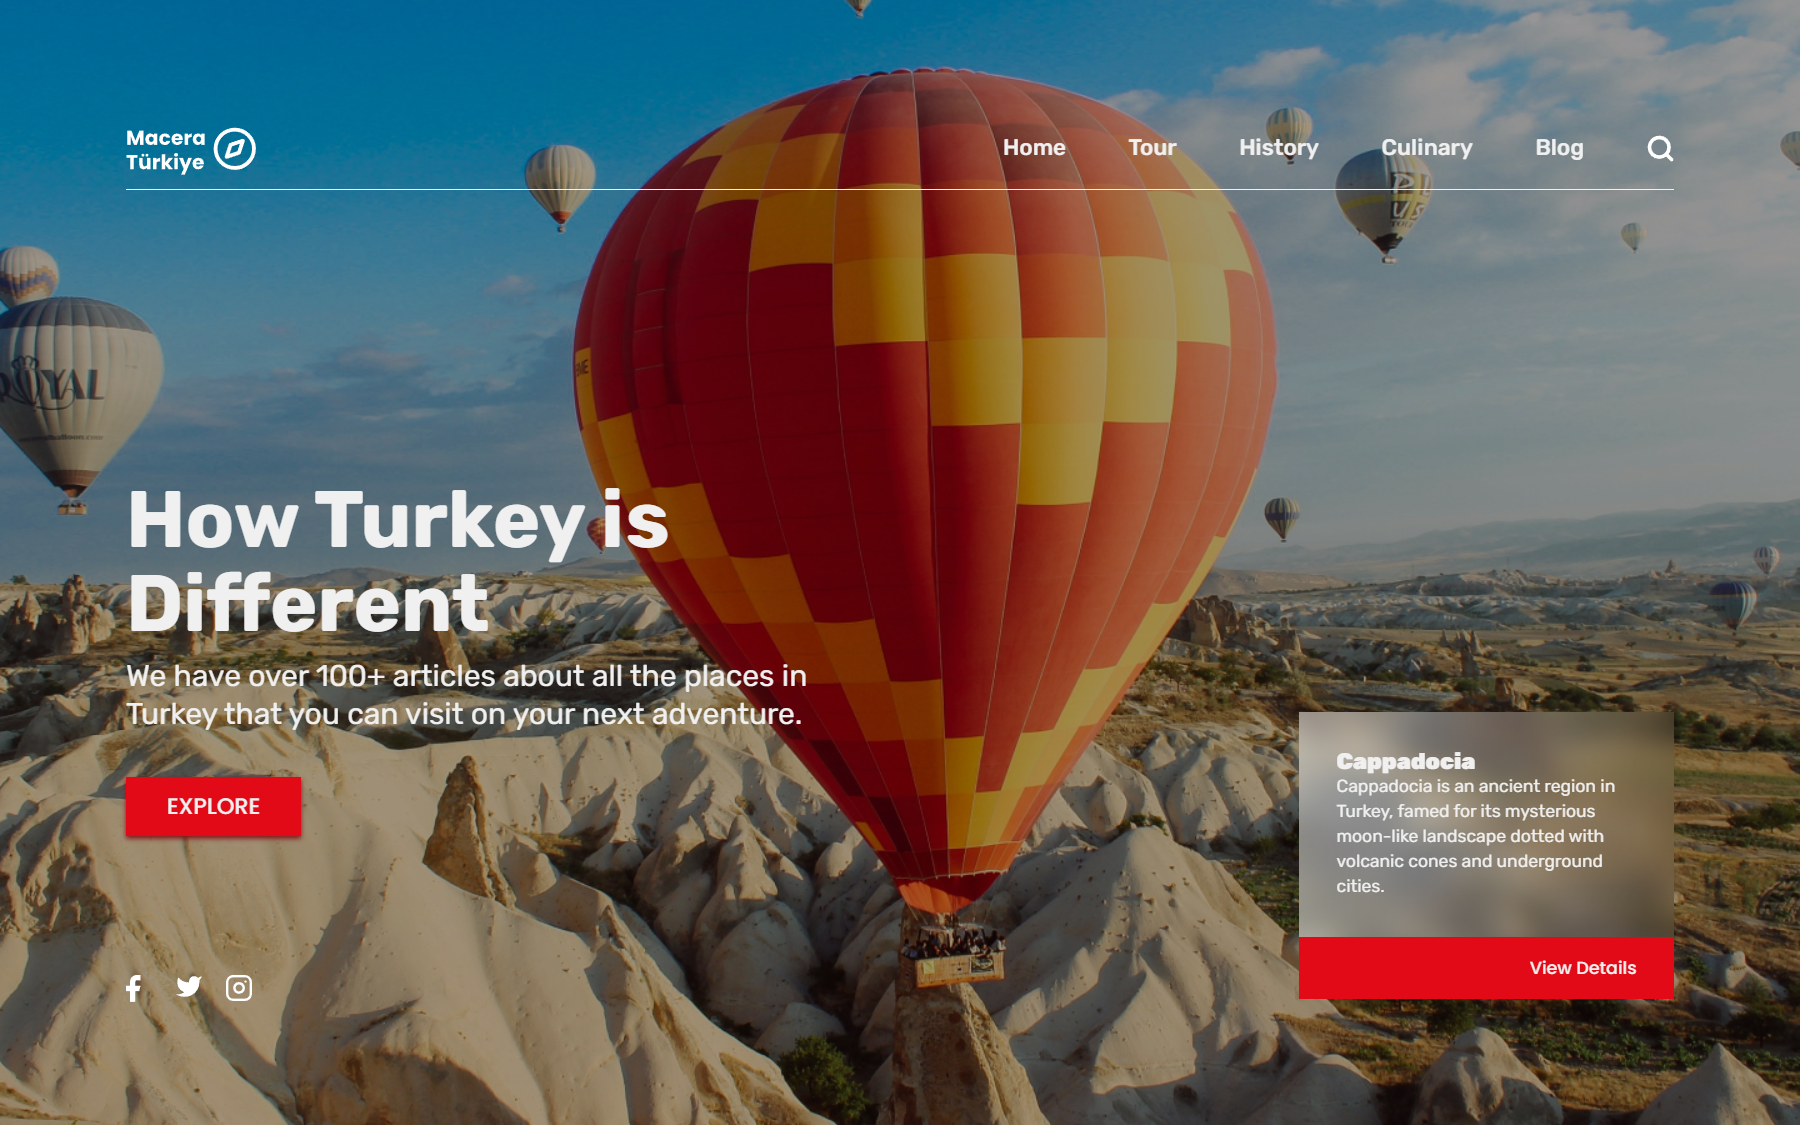 Macera
Türkiye
Home Tour History Culinary Blog
ROYAL
How Turkey is
Different
We have over 100+ articles about all the places in
Turkey that you can visit on your next adventure.
EXPLORE
Cappadocia
Cappadocia is an ancient region in
Turkey, famed for its mysterious
moon-like landscape dotted with
volcanic cones and underground
cities.
View Details